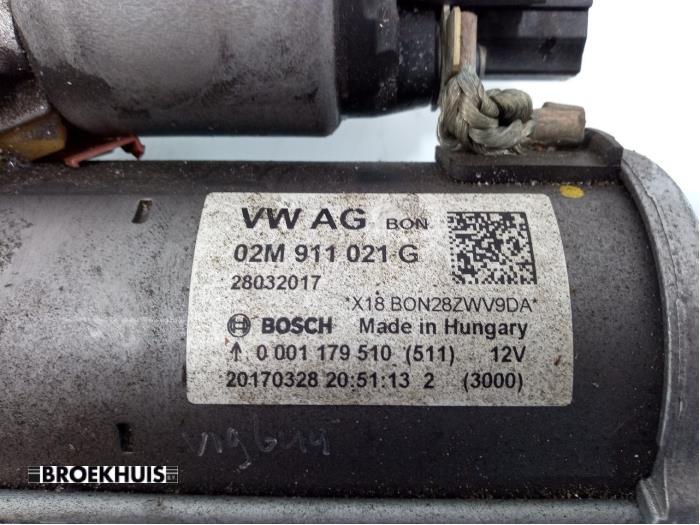 VW AG BON
02M 911 021 G
28032017
*X18 BON28ZWV9DA*
BOSCH Made in Hungary
↑ 0 001 179 510 (511) 12V
20170328 20:51:13 2 (3000)
BROEKHUIS